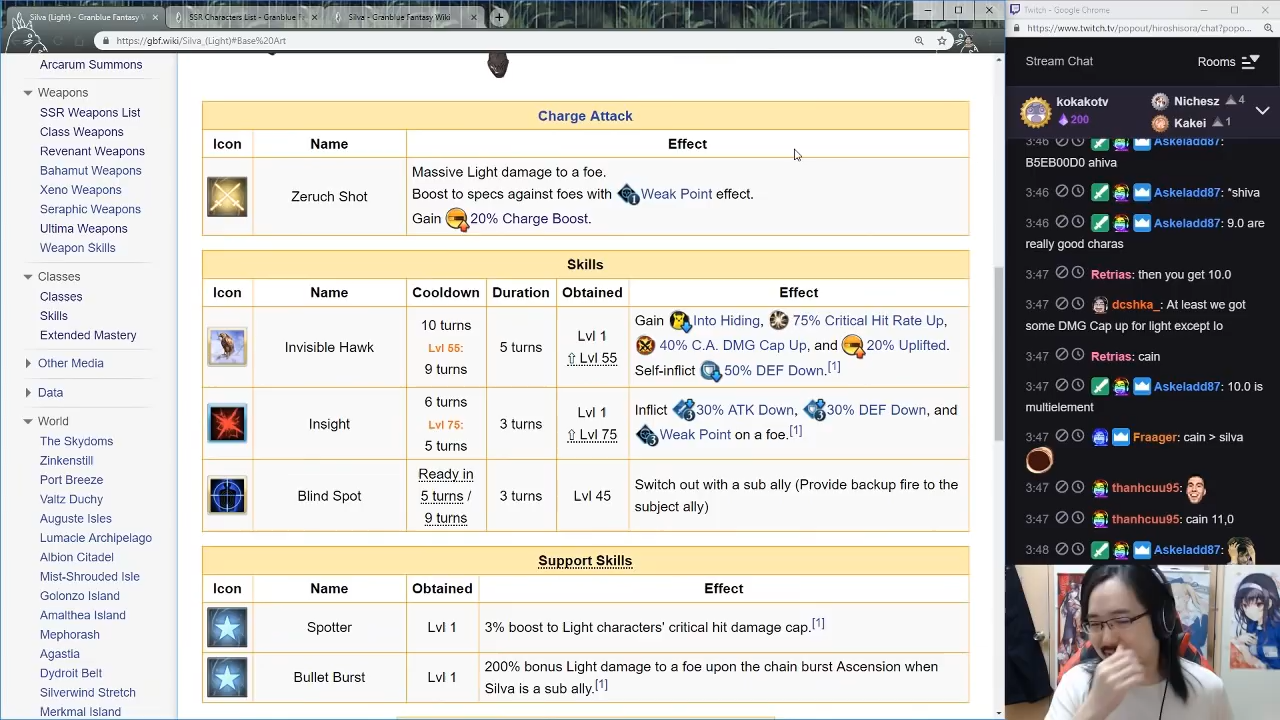 Silva (Light) - Granblue F
SSR Characters List - Granblue F
Silva - Granblue Fantasy Wiki
Twitch - Google Chrome
https://gbf.wiki/Silva_(Light)#Base%20Art
https://www.twitch.tv/popout/hiroshisora/chat?popo...
Arcarum Summons
Weapons
SSR Weapons List
Class Weapons
Revenant Weapons
Bahamut Weapons
Xeno Weapons
Seraphic Weapons
Ultima Weapons
Weapon Skills
Classes
Classes
Skills
Extended Mastery
Other Media
Data
World
The Skydoms
Zinkenstill
Port Breeze
Valtz Duchy
Auguste Isles
Lumacie Archipelago
Albion Citadel
Mist-Shrouded Isle
Golonzo Island
Amalthea Island
Mephorash
Agastia
Dydroit Belt
Silverwind Stretch
Merkmal Island
Charge Attack
Icon Name Effect
Zeruch Shot
Massive Light damage to a foe.
Boost to specs against foes with 1 Weak Point effect.
Gain 20% Charge Boost.
Skills
Icon Name Cooldown Duration Obtained Effect
Invisible Hawk
10 turns
Lvl 55:
9 turns
5 turns
Lvl 1
⇧Lvl 55
Gain Into Hiding, 75% Critical Hit Rate Up,
40% C.A. DMG Cap Up, and 20% Uplifted.
Self-inflict 50% DEF Down.[1]
Insight
6 turns
Lvl 75:
5 turns
3 turns
Lvl 1
⇧Lvl 75
Inflict 3 30% ATK Down, 3 30% DEF Down, and
3 Weak Point on a foe.[1]
Blind Spot
Ready in
5 turns /
9 turns
3 turns
Lvl 45
Switch out with a sub ally (Provide backup fire to the
subject ally)
Support Skills
Icon Name Obtained Effect
Spotter Lvl 1 3% boost to Light characters' critical hit damage cap.[1]
Bullet Burst Lvl 1
200% bonus Light damage to a foe upon the chain burst Ascension when
Silva is a sub ally.[1]
Stream Chat
Rooms
kokakotv
200
Nichesz 4
Kakei 1
3:46 Askeladd87:
B5EB00D0 ahiva
3:46 Askeladd87: *shiva
3:46 Askeladd87: 9.0 are
really good charas
3:47 Retrias: then you get 10.0
3:47 dcshka_: At least we got
some DMG Cap up for light except lo
3:47 Retrias: cain
3:47 Askeladd87: 10.0 is
multielement
3:47 Fraager: cain > silva
3:47 thanhcuu95:
3:47 thanhcuu95: cain 11,0
3:48 Askeladd87: